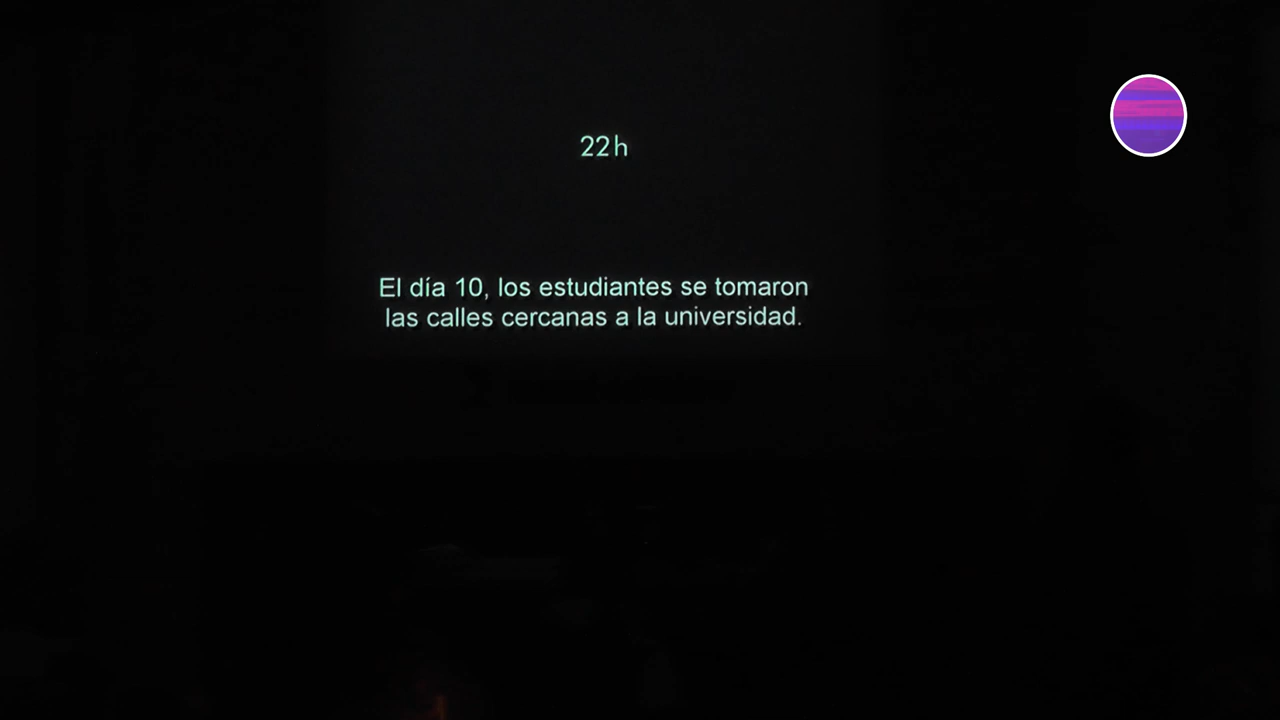 22h
El día 10, los estudiantes se tomaron
las calles cercanas a la universidad.